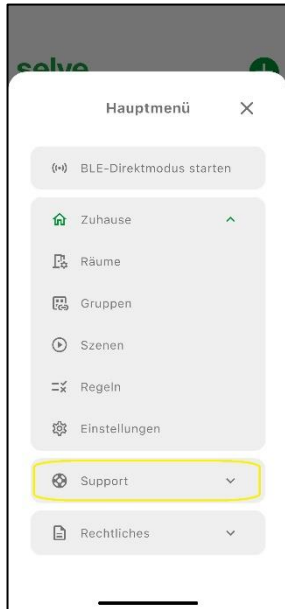 selve
Hauptmenü
BLE-Direktmodus starten
Zuhause
Räume
Gruppen
Szenen
Regeln
Einstellungen
Support
Rechtliches